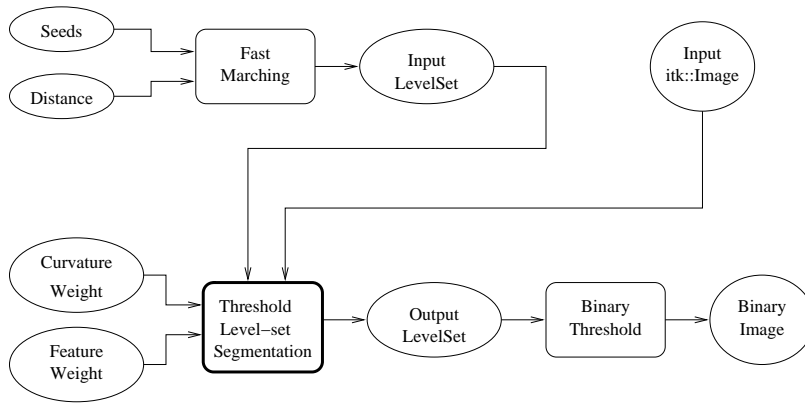 Seeds
Distance
Fast
Marching
Input
LevelSet
Input
itk::Image
Curvature
Weight
Feature
Weight
Threshold
Level-set
Segmentation
Output
LevelSet
Binary
Threshold
Binary
Image